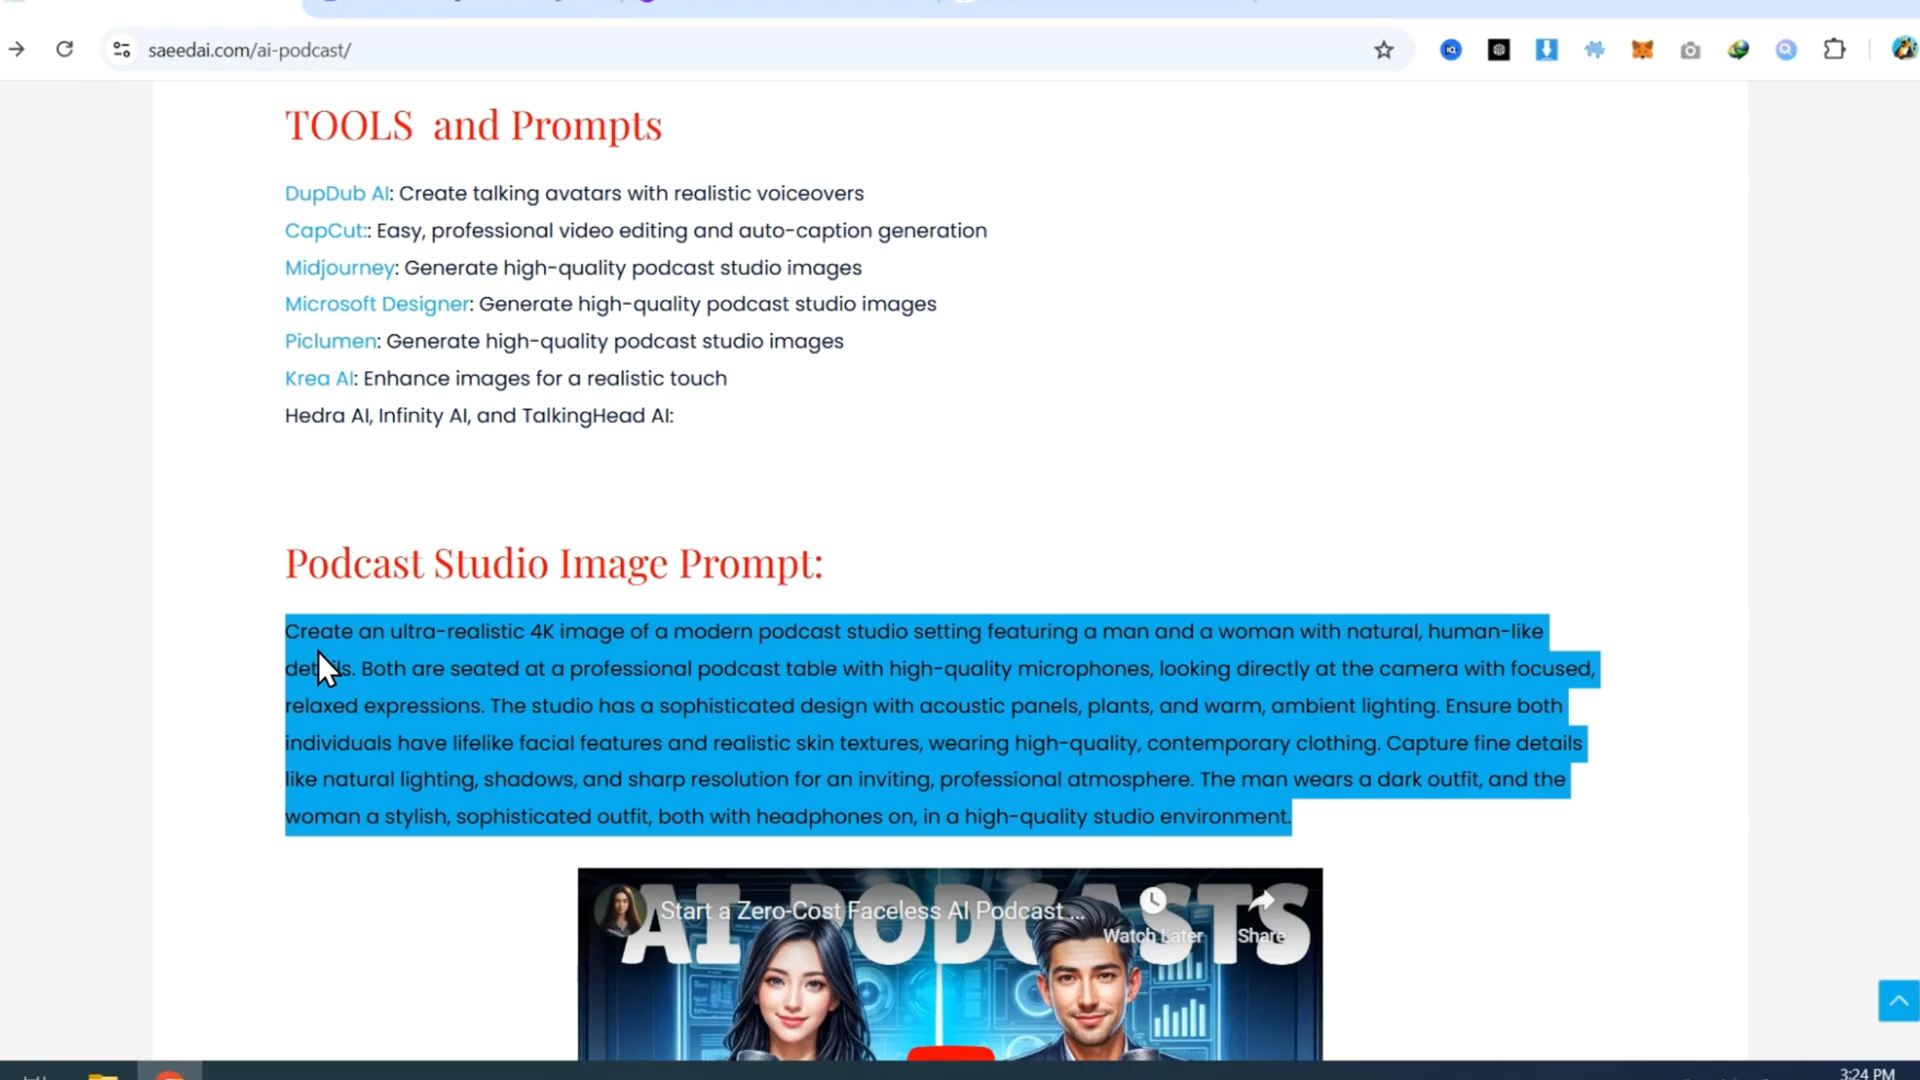 saeedai.com/ai-podcast/
TOOLS and Prompts
DupDub AI: Create talking avatars with realistic voiceovers
CapCut:: Easy, professional video editing and auto-caption generation
Midjourney: Generate high-quality podcast studio images
Microsoft Designer: Generate high-quality podcast studio images
Piclumen: Generate high-quality podcast studio images
Krea AI: Enhance images for a realistic touch
Hedra AI, Infinity AI, and TalkingHead AI:
Podcast Studio Image Prompt:
Create an ultra-realistic 4K image of a modern podcast studio setting featuring a man and a woman with natural, human-like
details. Both are seated at a professional podcast table with high-quality microphones, looking directly at the camera with focused,
relaxed expressions. The studio has a sophisticated design with acoustic panels, plants, and warm, ambient lighting. Ensure both
individuals have lifelike facial features and realistic skin textures, wearing high-quality, contemporary clothing. Capture fine details
like natural lighting, shadows, and sharp resolution for an inviting, professional atmosphere. The man wears a dark outfit, and the
woman a stylish, sophisticated outfit, both with headphones on, in a high-quality studio environment.
AI PODCASTS
Start a Zero-Cost Faceless AI Podcast ...
Watch Later
Share
3:24 PM